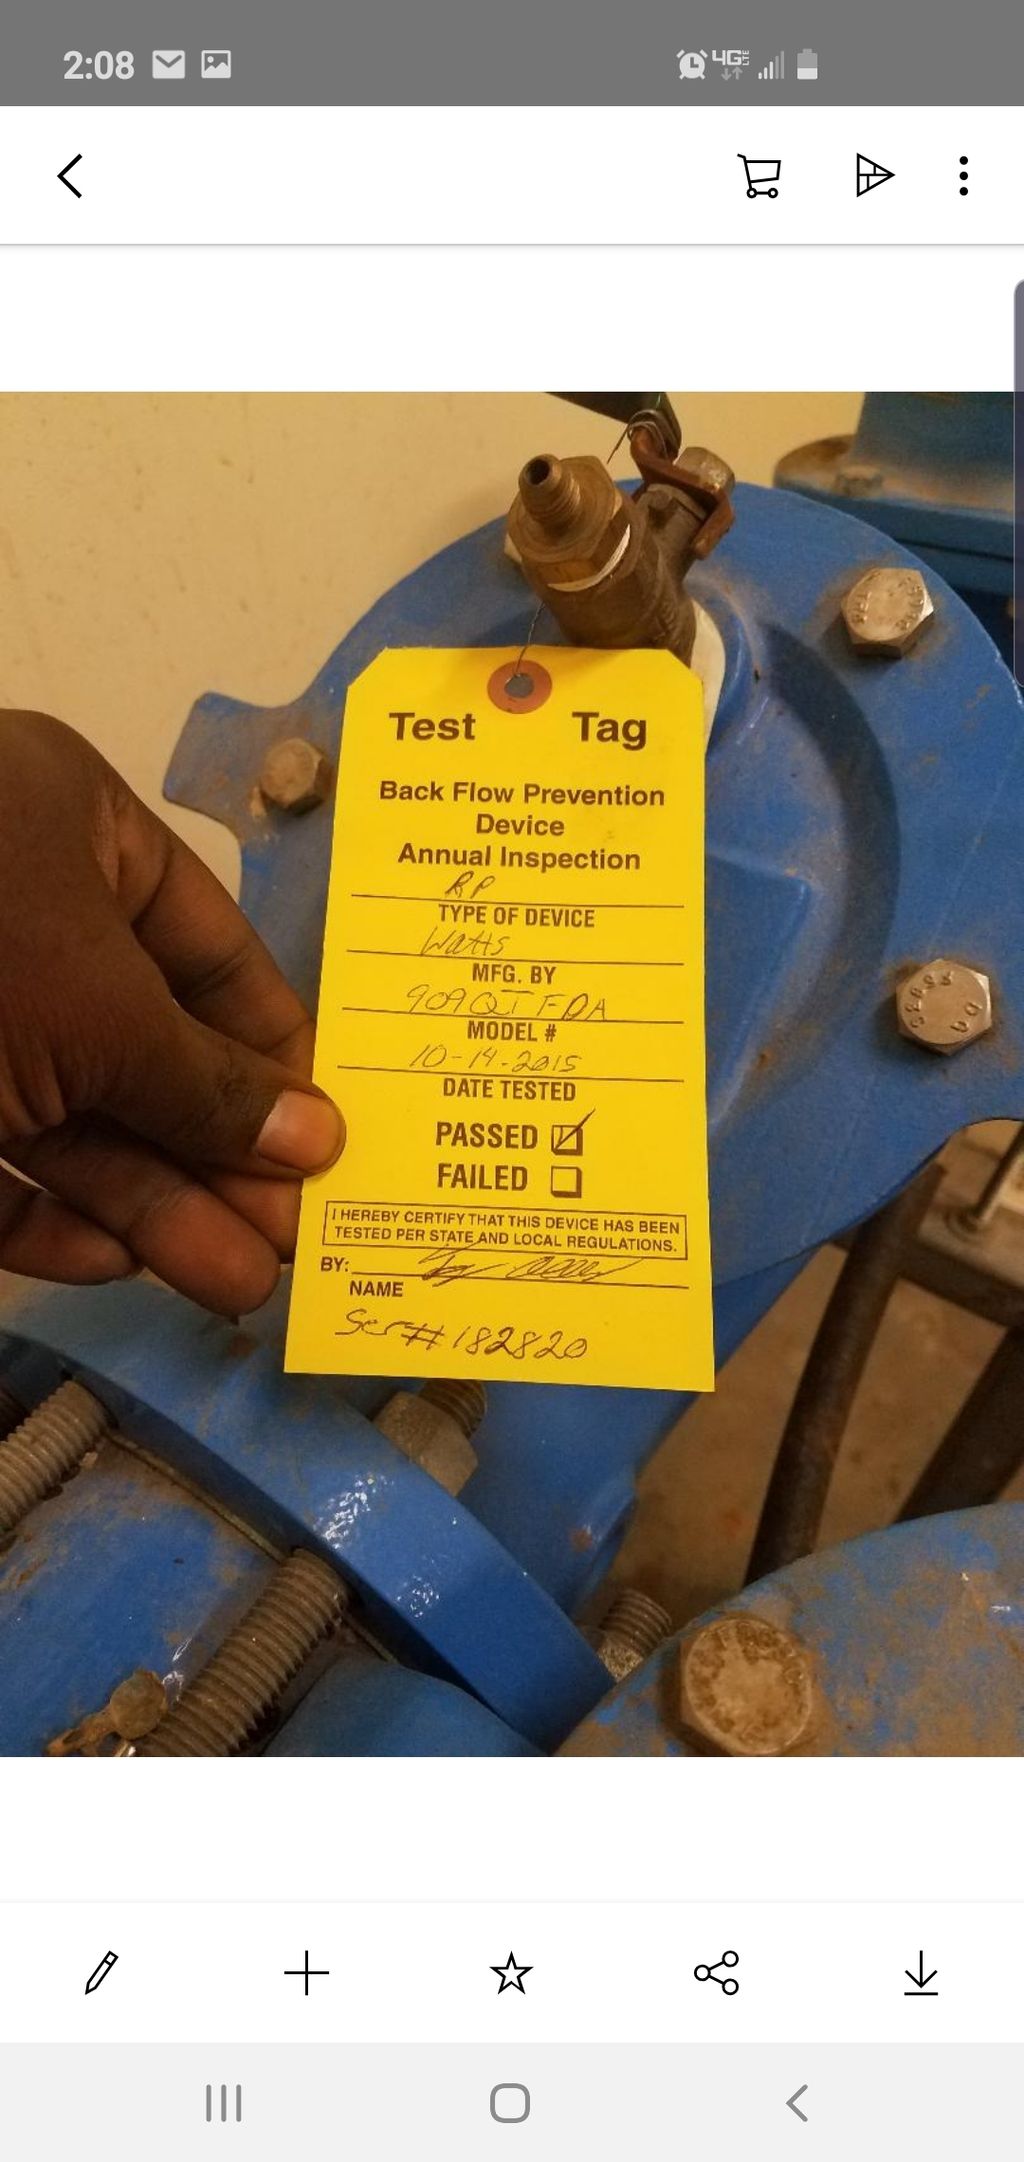 2:08
4G LTE
Test Tag
Back Flow Prevention
Device
Annual Inspection
RP
TYPE OF DEVICE
Watts
MFG. BY
909QTFDA
MODEL #
10-14-2015
DATE TESTED
PASSED
FAILED
I HEREBY CERTIFY THAT THIS DEVICE HAS BEEN
TESTED PER STATE AND LOCAL REGULATIONS.
BY:
NAME
Ser# 182820